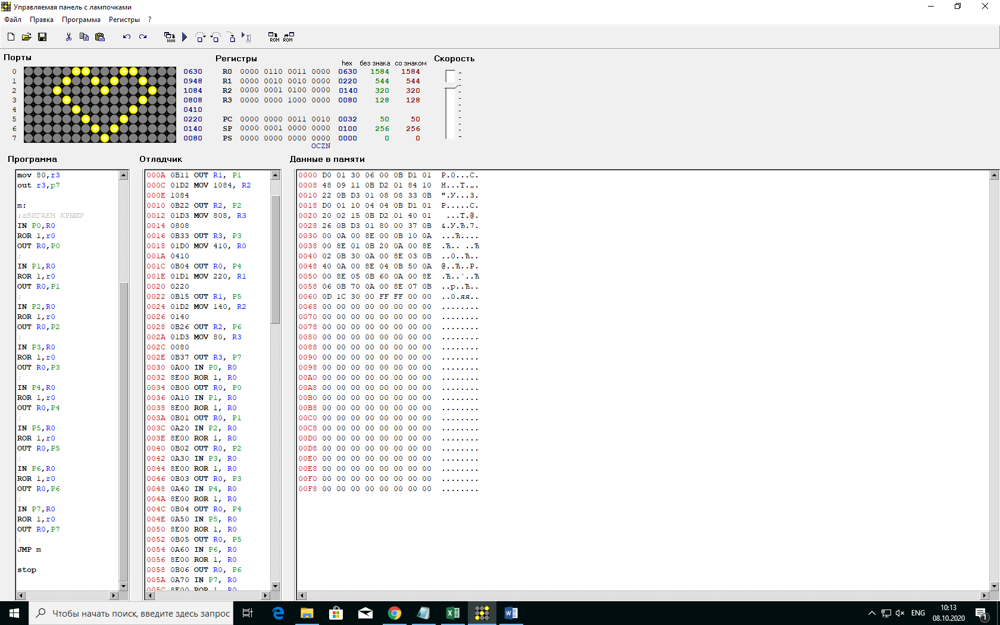 Управляемая панель с лампочками
Файл Правка Программа Регистры ?
ROM ROM
Порты
0 0630
1 0948
2 1084
3 0808
4 0410
5 0220
6 0140
7 0080
Регистры hex без знака со знаком
R0 0000 0110 0011 0000 0630 1584 1584
R1 0000 0010 0010 0000 0220 544 544
R2 0000 0001 0100 0000 0140 320 320
R3 0000 0000 1000 0000 0080 128 128
PC 0000 0000 0011 0010 0032 50 50
SP 0000 0001 0000 0000 0100 256 256
PS 0000 0000 0000 0000 0000 0 0
OCZN
Скорость
Программа
mov 80,r3
out r3,p7
m:
;дВИГАЕМ КРЫШУ
IN P0,R0
ROR 1,r0
OUT R0,P0
;
IN P1,R0
ROR 1,r0
OUT R0,P1
;
IN P2,R0
ROR 1,r0
OUT R0,P2
;
IN P3,R0
ROR 1,r0
OUT R0,P3
;
IN P4,R0
ROR 1,r0
OUT R0,P4
;
IN P5,R0
ROR 1,r0
OUT R0,P5
;
IN P6,R0
ROR 1,r0
OUT R0,P6
;
IN P7,R0
ROR 1,r0
OUT R0,P7
;
JMP m
stop
Отладчик
000A 0B11 OUT R1, P1
000C 01D2 MOV 1084, R2
000E 1084
0010 0B22 OUT R2, P2
0012 01D3 MOV 808, R3
0014 0808
0016 0B33 OUT R3, P3
0018 01D0 MOV 410, R0
001A 0410
001C 0B04 OUT R0, P4
001E 01D1 MOV 220, R1
0020 0220
0022 0B15 OUT R1, P5
0024 01D2 MOV 140, R2
0026 0140
0028 0B26 OUT R2, P6
002A 01D3 MOV 80, R3
002C 0080
002E 0B37 OUT R3, P7
0030 0A00 IN P0, R0
0032 8E00 ROR 1, R0
0034 0B00 OUT R0, P0
0036 0A10 IN P1, R0
0038 8E00 ROR 1, R0
003A 0B01 OUT R0, P1
003C 0A20 IN P2, R0
003E 8E00 ROR 1, R0
0040 0B02 OUT R0, P2
0042 0A30 IN P3, R0
0044 8E00 ROR 1, R0
0046 0B03 OUT R0, P3
0048 0A40 IN P4, R0
004A 8E00 ROR 1, R0
004C 0B04 OUT R0, P4
004E 0A50 IN P5, R0
0050 8E00 ROR 1, R0
0052 0B05 OUT R0, P5
0054 0A60 IN P6, R0
0056 8E00 ROR 1, R0
0058 0B06 OUT R0, P6
005A 0A70 IN P7, R0
005C 8E00 ROR 1, R0
Данные в памяти
0000 D0 01 30 06 00 0B D1 01 Р.0...С.
0008 48 09 11 0B D2 01 84 10 H...Т.„.
0010 22 0B D3 01 08 08 33 0B ".У...3.
0018 D0 01 10 04 04 0B D1 01 Р.....С.
0020 20 02 15 0B D2 01 40 01 ...Т.@.
0028 26 0B D3 01 80 00 37 0B &.У.Ђ.7.
0030 00 0A 00 8E 00 0B 10 0A ...Ћ....
0038 00 8E 01 0B 20 0A 00 8E .Ћ.. ..Ћ
0040 02 0B 30 0A 00 8E 03 0B ..0..Ћ..
0048 40 0A 00 8E 04 0B 50 0A @..Ћ..P.
0050 00 8E 05 0B 60 0A 00 8E .Ћ..`..Ћ
0058 06 0B 70 0A 00 8E 07 0B ..p..Ћ..
0060 0D 1C 30 00 FF FF 00 00 ..0.яя..
0068 00 00 00 00 00 00 00 00 ........
0070 00 00 00 00 00 00 00 00 ........
0078 00 00 00 00 00 00 00 00 ........
0080 00 00 00 00 00 00 00 00 ........
0088 00 00 00 00 00 00 00 00 ........
0090 00 00 00 00 00 00 00 00 ........
0098 00 00 00 00 00 00 00 00 ........
00A0 00 00 00 00 00 00 00 00 ........
00A8 00 00 00 00 00 00 00 00 ........
00B0 00 00 00 00 00 00 00 00 ........
00B8 00 00 00 00 00 00 00 00 ........
00C0 00 00 00 00 00 00 00 00 ........
00C8 00 00 00 00 00 00 00 00 ........
00D0 00 00 00 00 00 00 00 00 ........
00D8 00 00 00 00 00 00 00 00 ........
00E0 00 00 00 00 00 00 00 00 ........
00E8 00 00 00 00 00 00 00 00 ........
00F0 00 00 00 00 00 00 00 00 ........
00F8 00 00 00 00 00 00 00 00 ........
Чтобы начать поиск, введите здесь запрос
ENG
10:13
08.10.2020
1